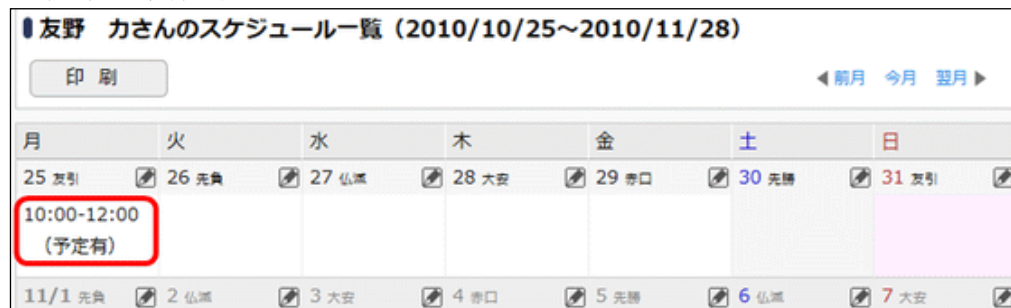 友野　力さんのスケジュール一覧（2010/10/25～2010/11/28）
印 刷
前月 今月 翌月
月 火 水 木 金 土 日
25 友引 26 先負 27 仏滅 28 大安 29 赤口 30 先勝 31 友引
10:00-12:00
（予定有）
11/1 先負 2 仏滅 3 大安 4 赤口 5 先勝 6 仏滅 7 大安